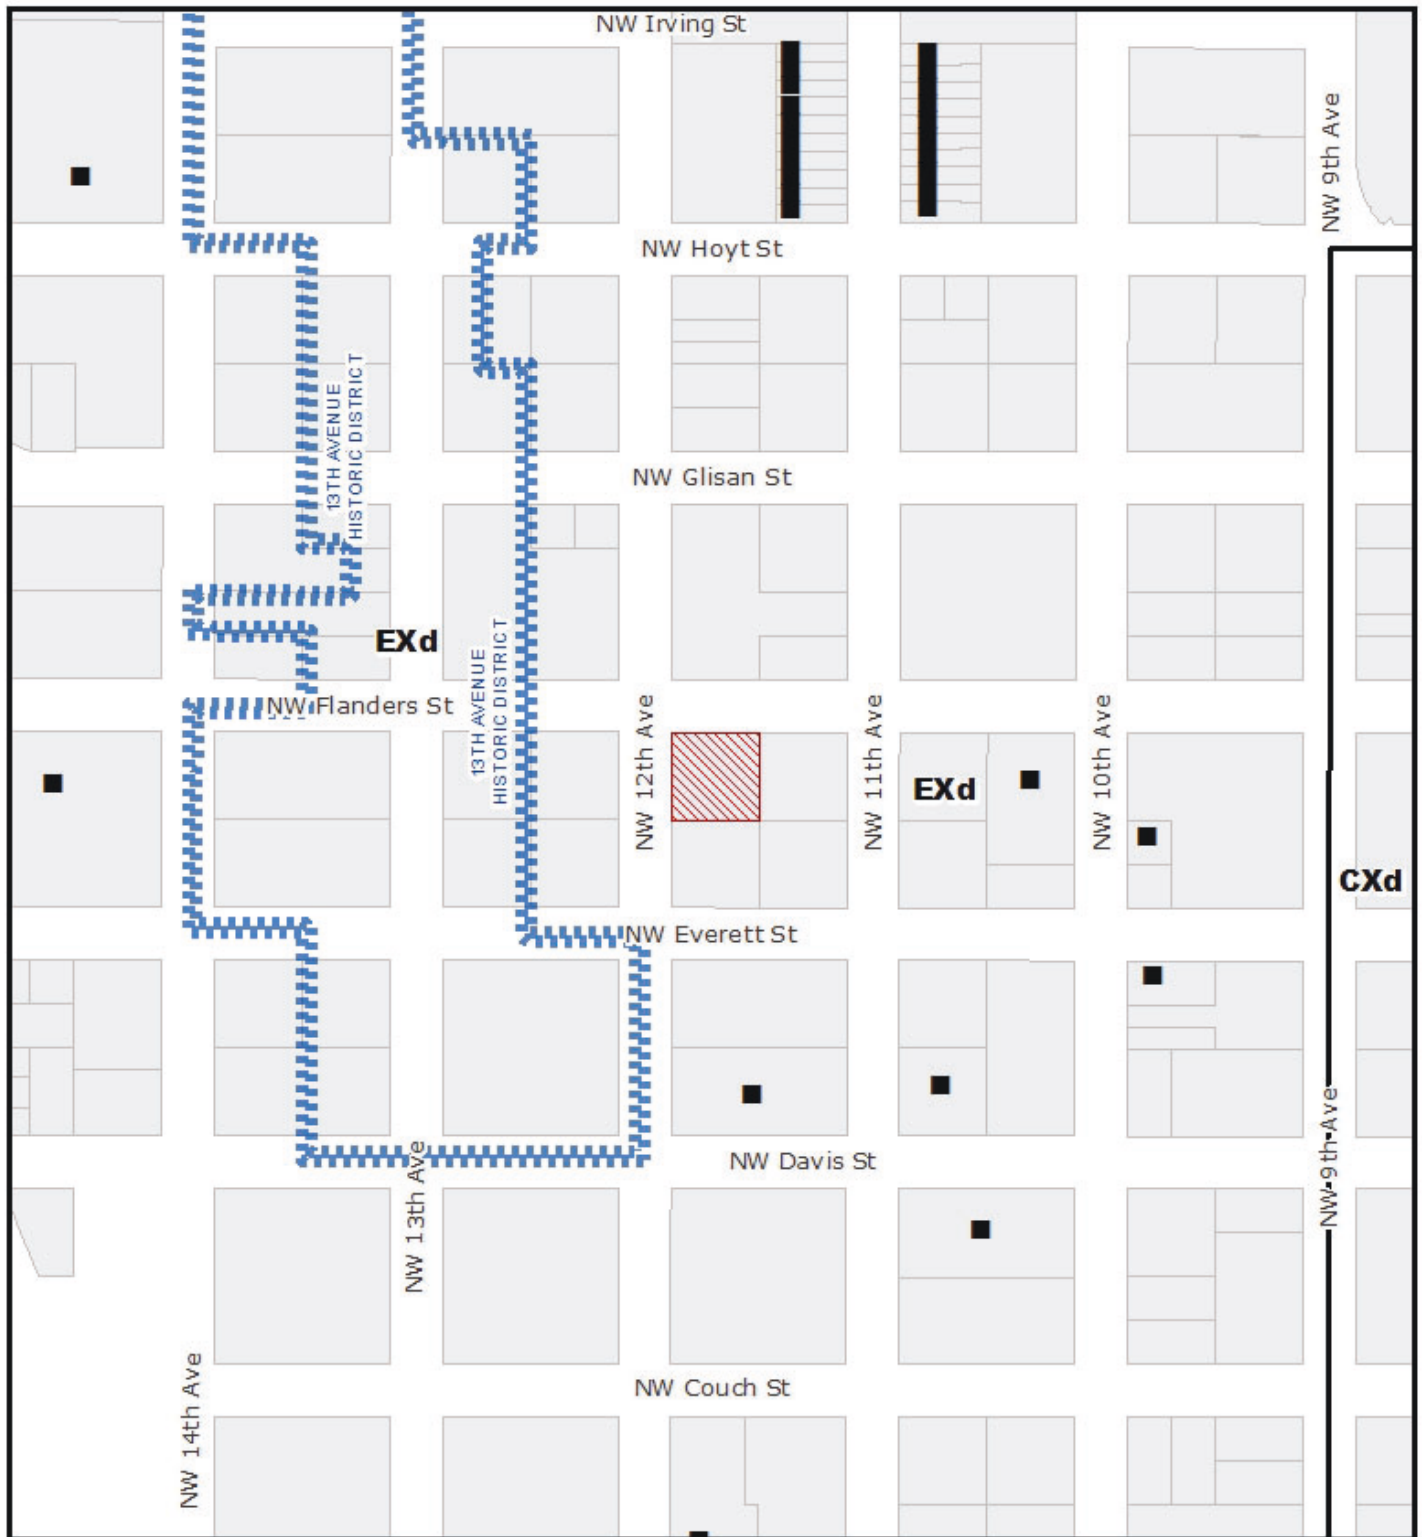 NW Irving St
NW 9th Ave
NW Hoyt St
13TH AVENUE
HISTORIC DISTRICT
NW Glisan St
EXd
13TH AVENUE
HISTORIC DISTRICT
NW Flanders St
NW 12th Ave
NW 11th Ave
EXd
NW 10th Ave
CXd
NW Everett St
NW 9th Ave
NW Davis St
NW 13th Ave
NW Couch St
NW 14th Ave